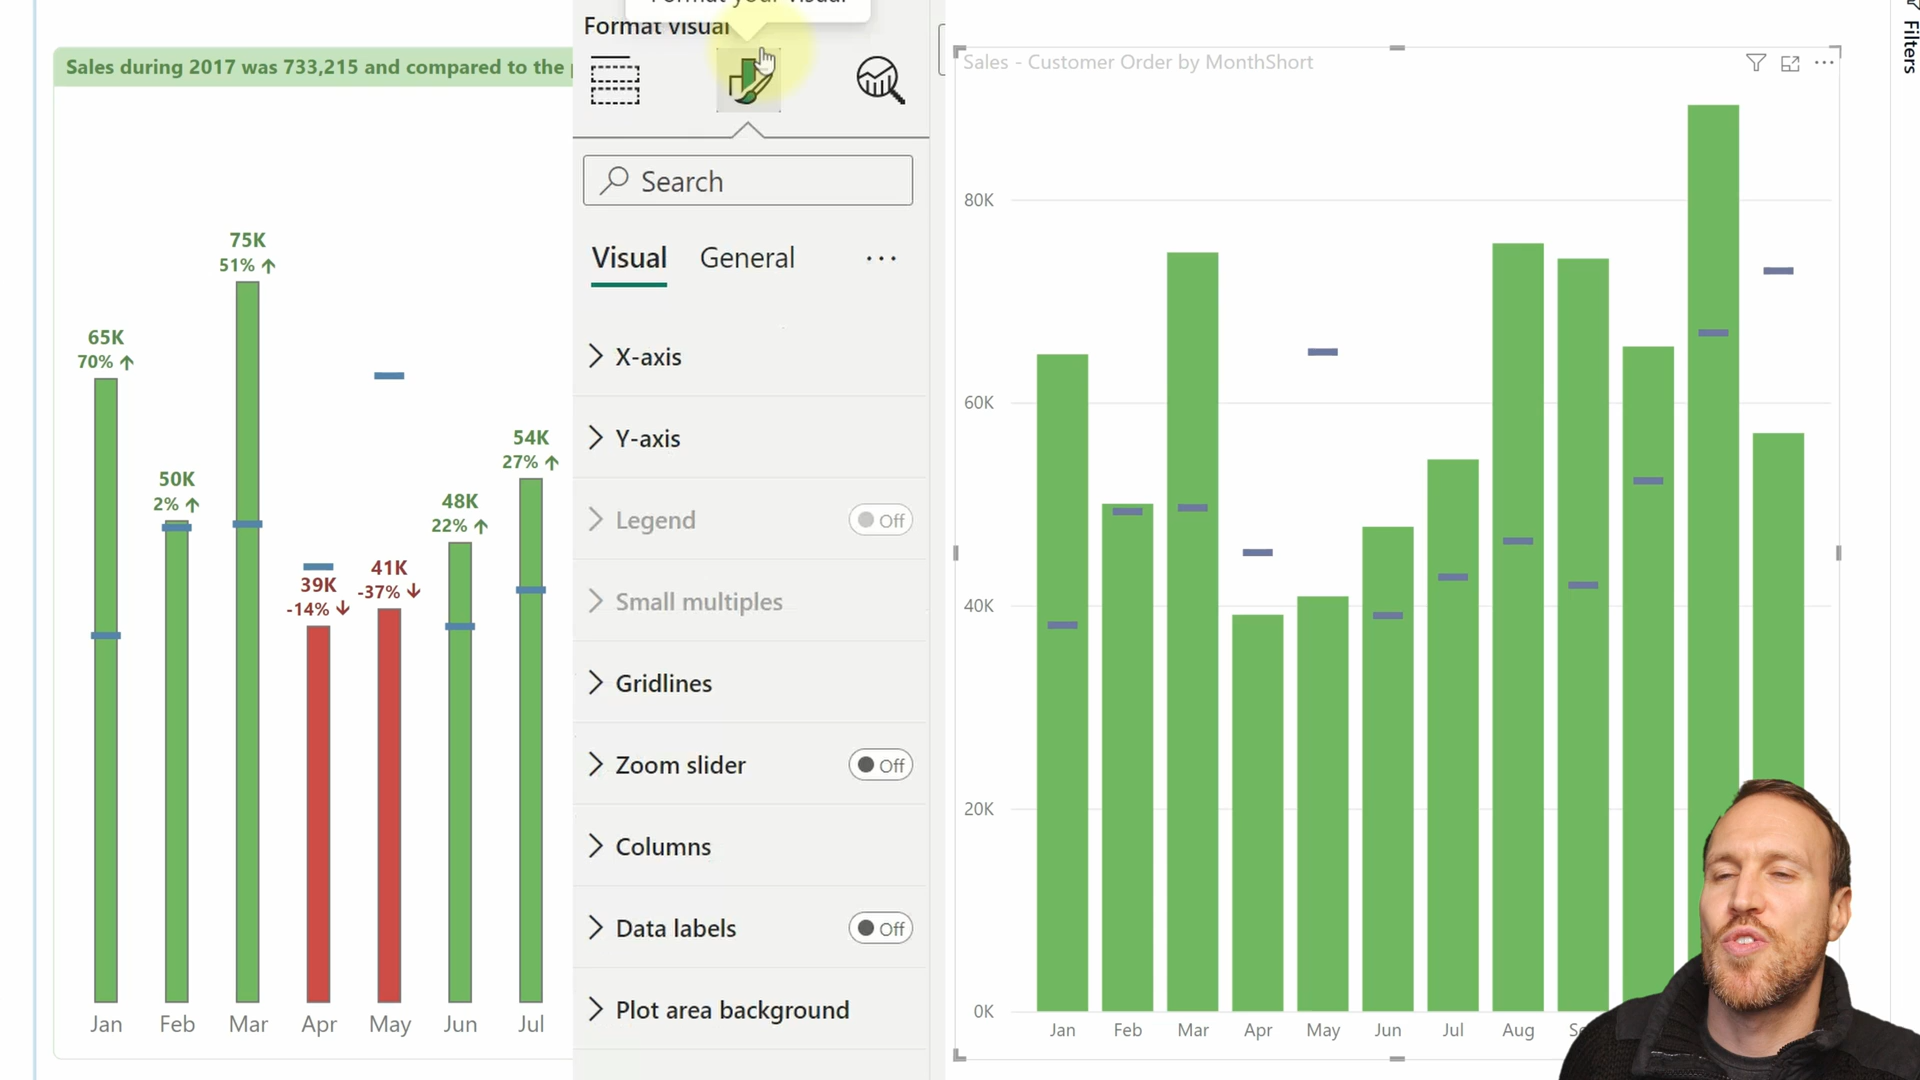 Format your visual
Format visual
Sales during 2017 was 733,215 and compared to the
75K
51% ↑
65K
70% ↑
50K
2% ↑
54K
27% ↑
48K
22% ↑
39K
-14% ↓
41K
-37% ↓
Jan Feb Mar Apr May Jun Jul
Search
Visual General ...
X-axis
Y-axis
Legend Off
Small multiples
Gridlines
Zoom slider Off
Columns
Data labels Off
Plot area background
Sales - Customer Order by MonthShort
80K
60K
40K
20K
0K
Jan Feb Mar Apr May Jun Jul Aug
Filters